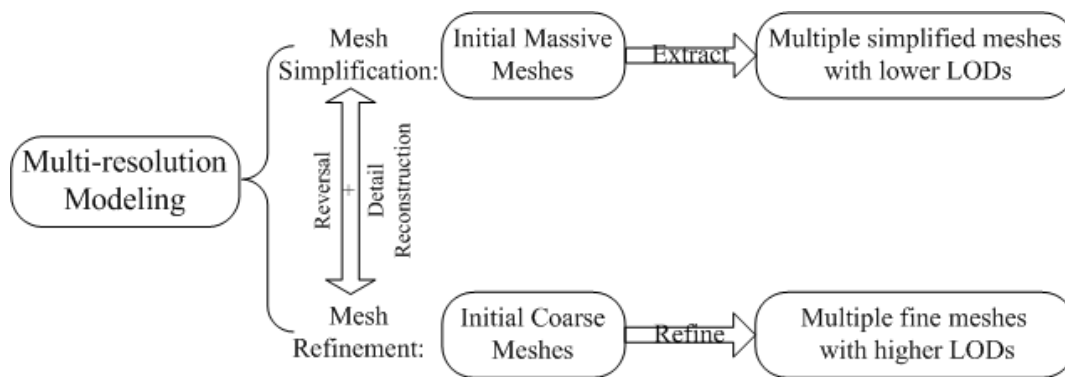 Multi-resolution
Modeling
Mesh
Simplification:
Initial Massive
Meshes
Extract
Multiple simplified meshes
with lower LODs
Reversal
+
Detail
Reconstruction
Mesh
Refinement:
Initial Coarse
Meshes
Refine
Multiple fine meshes
with higher LODs